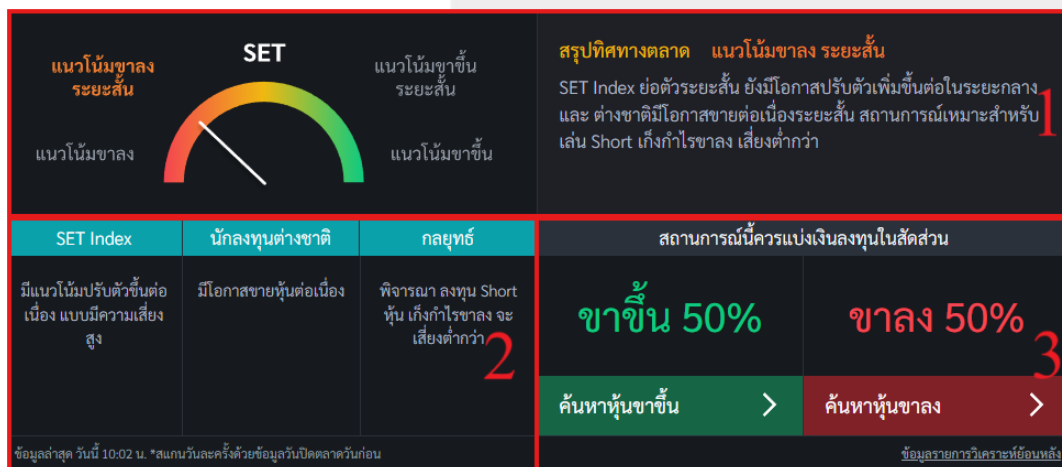 SET
แนวโน้มขาลง
ระยะสั้น
แนวโน้มขาขึ้น
ระยะสั้น
แนวโน้มขาลง
แนวโน้มขาขึ้น
สรุปทิศทางตลาด แนวโน้มขาลง ระยะสั้น
SET Index ย่อตัวระยะสั้น ยังมีโอกาสปรับตัวเพิ่มขึ้นต่อในระยะกลาง
และ ต่างชาติมีโอกาสขายต่อเนื่องระยะสั้น สถานการณ์เหมาะสำหรับ
เล่น Short เก็งกำไรขาลง เสี่ยงต่ำกว่า
1
SET Index
นักลงทุนต่างชาติ
กลยุทธ์
มีแนวโน้มปรับตัวขึ้นต่อ
เนื่อง แบบมีความเสี่ยง
สูง
มีโอกาสขายหุ้นต่อเนื่อง
พิจารณา ลงทุน Short
หุ้น เก็งกำไรขาลง จะ
เสี่ยงต่ำกว่า
2
ข้อมูลล่าสุด วันนี้ 10:02 น. *สแกนวันละครั้งด้วยข้อมูลวันปิดตลาดวันก่อน
สถานการณ์นี้ควรแบ่งเงินลงทุนในสัดส่วน
ขาขึ้น 50%
ขาลง 50%
3
ค้นหาหุ้นขาขึ้น
ค้นหาหุ้นขาลง
ข้อมูลรายการวิเคราะห์ย้อนหลัง